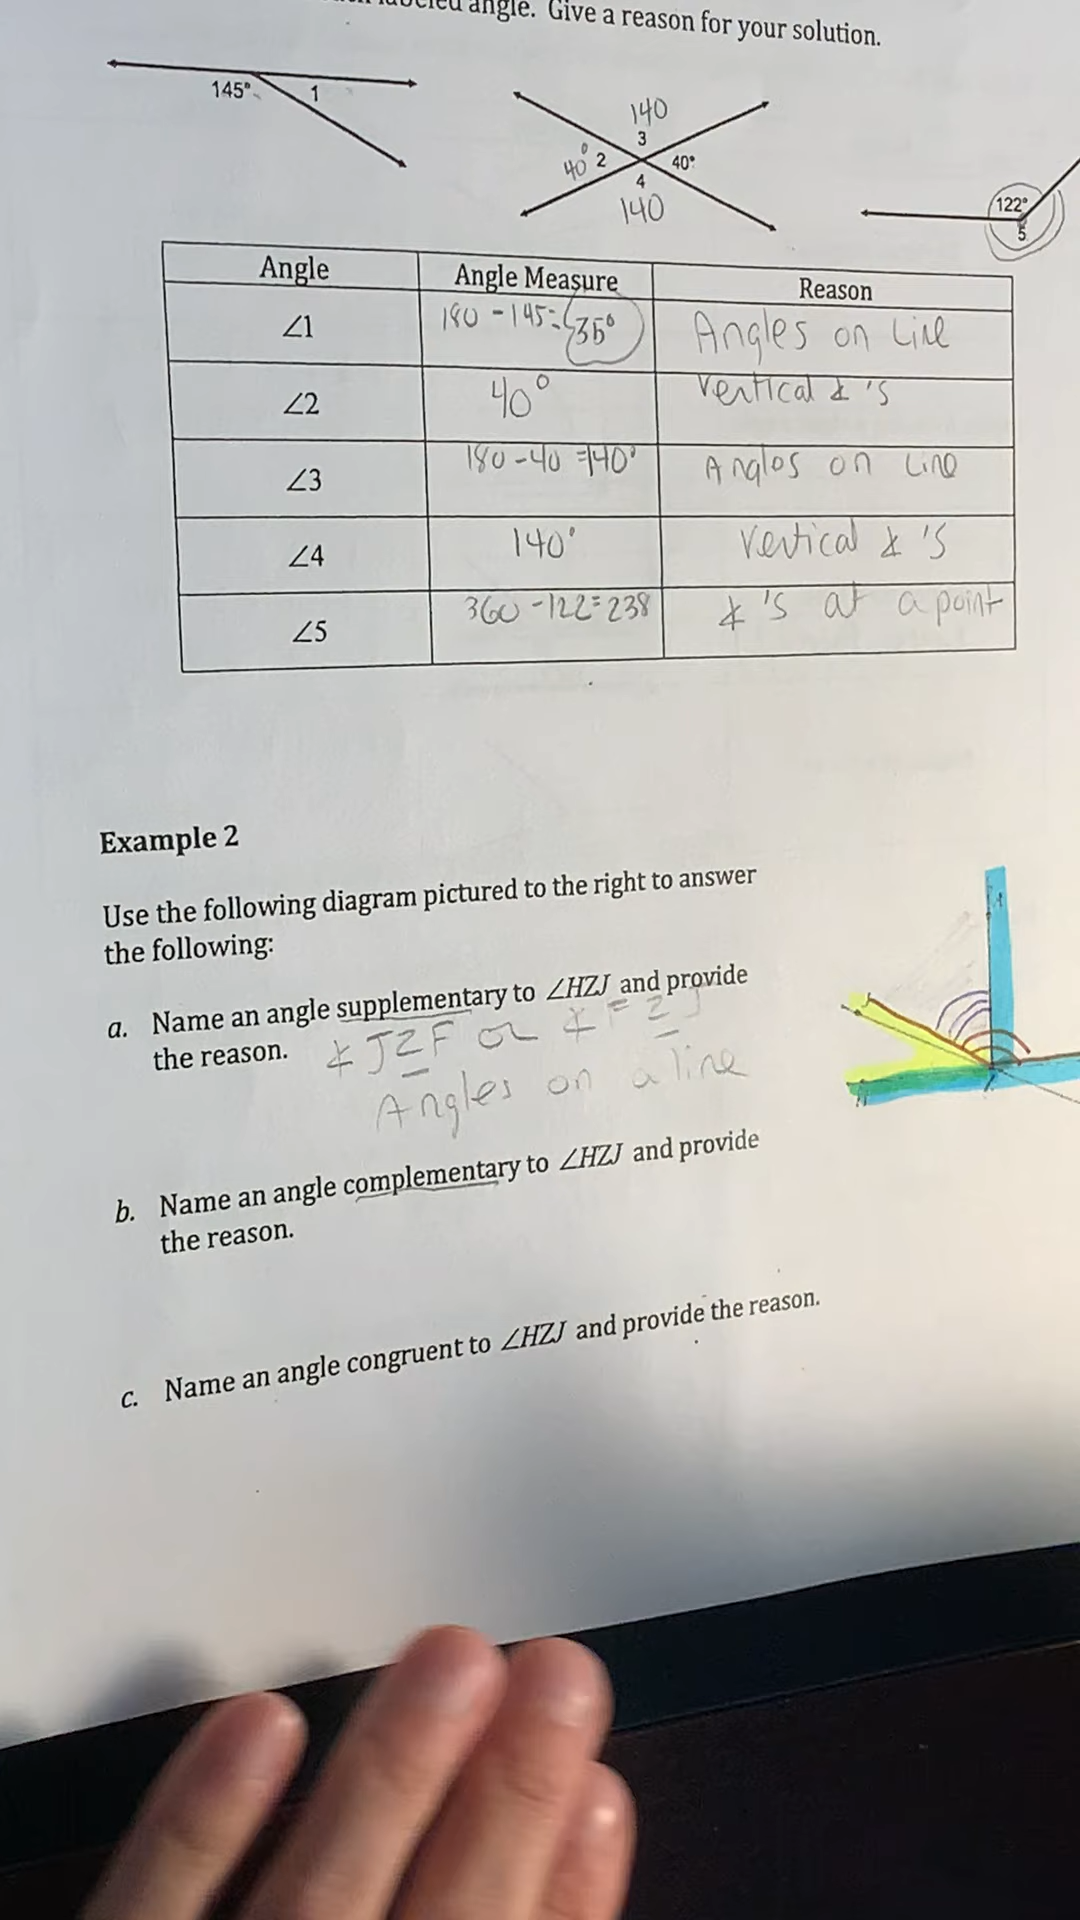 angle. Give a reason for your solution.
145° 1
140
3
40° 2 40°
4
140
122°
5
Angle Angle Measure Reason
∠1 180 - 145 = 35° Angles on Line
∠2 40° Vertical ∡'s
∠3 180 - 40 = 140° Angles on Line
∠4 140° Vertical ∡'s
∠5 360 - 122 = 238 ∡'s at a point
Example 2
Use the following diagram pictured to the right to answer
the following:
a. Name an angle supplementary to ∠HZJ and provide
the reason. ∡JZF or ∡FZJ
Angles on a line
b. Name an angle complementary to ∠HZJ and provide
the reason.
c. Name an angle congruent to ∠HZJ and provide the reason.